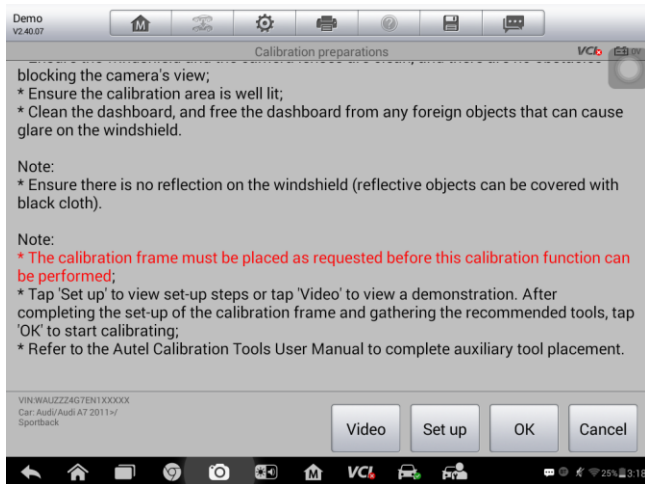 Demo
V2.40.07
Calibration preparations
VCI
0V
blocking the camera's view;
* Ensure the calibration area is well lit;
* Clean the dashboard, and free the dashboard from any foreign objects that can cause
glare on the windshield.
Note:
* Ensure there is no reflection on the windshield (reflective objects can be covered with
black cloth).
Note:
* The calibration frame must be placed as requested before this calibration function can
be performed;
* Tap 'Set up' to view set-up steps or tap 'Video' to view a demonstration. After
completing the set-up of the calibration frame and gathering the recommended tools, tap
'OK' to start calibrating;
* Refer to the Autel Calibration Tools User Manual to complete auxiliary tool placement.
VIN:WAUZZZ4G7EN1XXXXX
Car: Audi/Audi A7 2011>/
Sportback
Video
Set up
OK
Cancel
VCI
25%
3:18